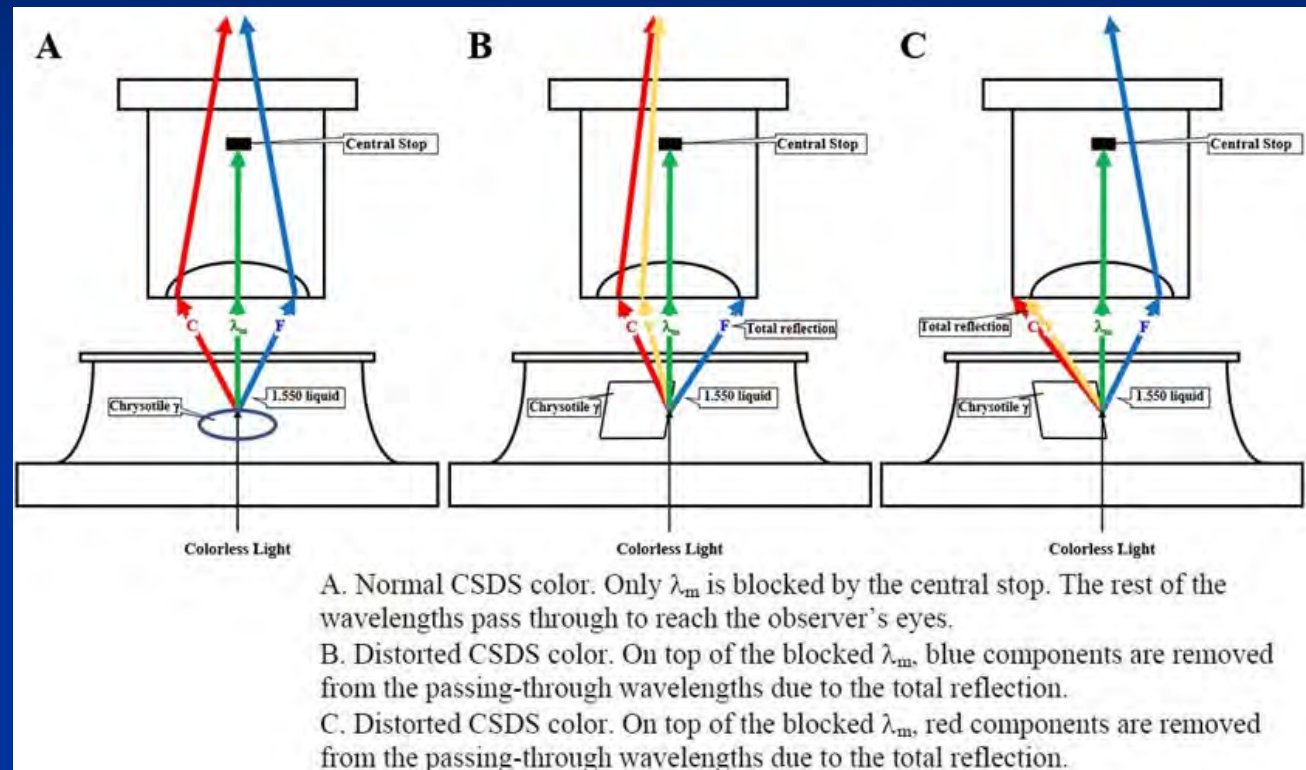 A
B
C
Central Stop
Central Stop
Central Stop
C λm F
C Y λm F Total reflection
Total reflection C Y λm F
Chrysotile γ 1.550 liquid
Chrysotile γ 1.550 liquid
Chrysotile γ 1.550 liquid
Colorless Light
Colorless Light
Colorless Light
A. Normal CSDS color. Only λm is blocked by the central stop. The rest of the
wavelengths pass through to reach the observer's eyes.
B. Distorted CSDS color. On top of the blocked λm, blue components are removed
from the passing-through wavelengths due to the total reflection.
C. Distorted CSDS color. On top of the blocked λm, red components are removed
from the passing-through wavelengths due to the total reflection.